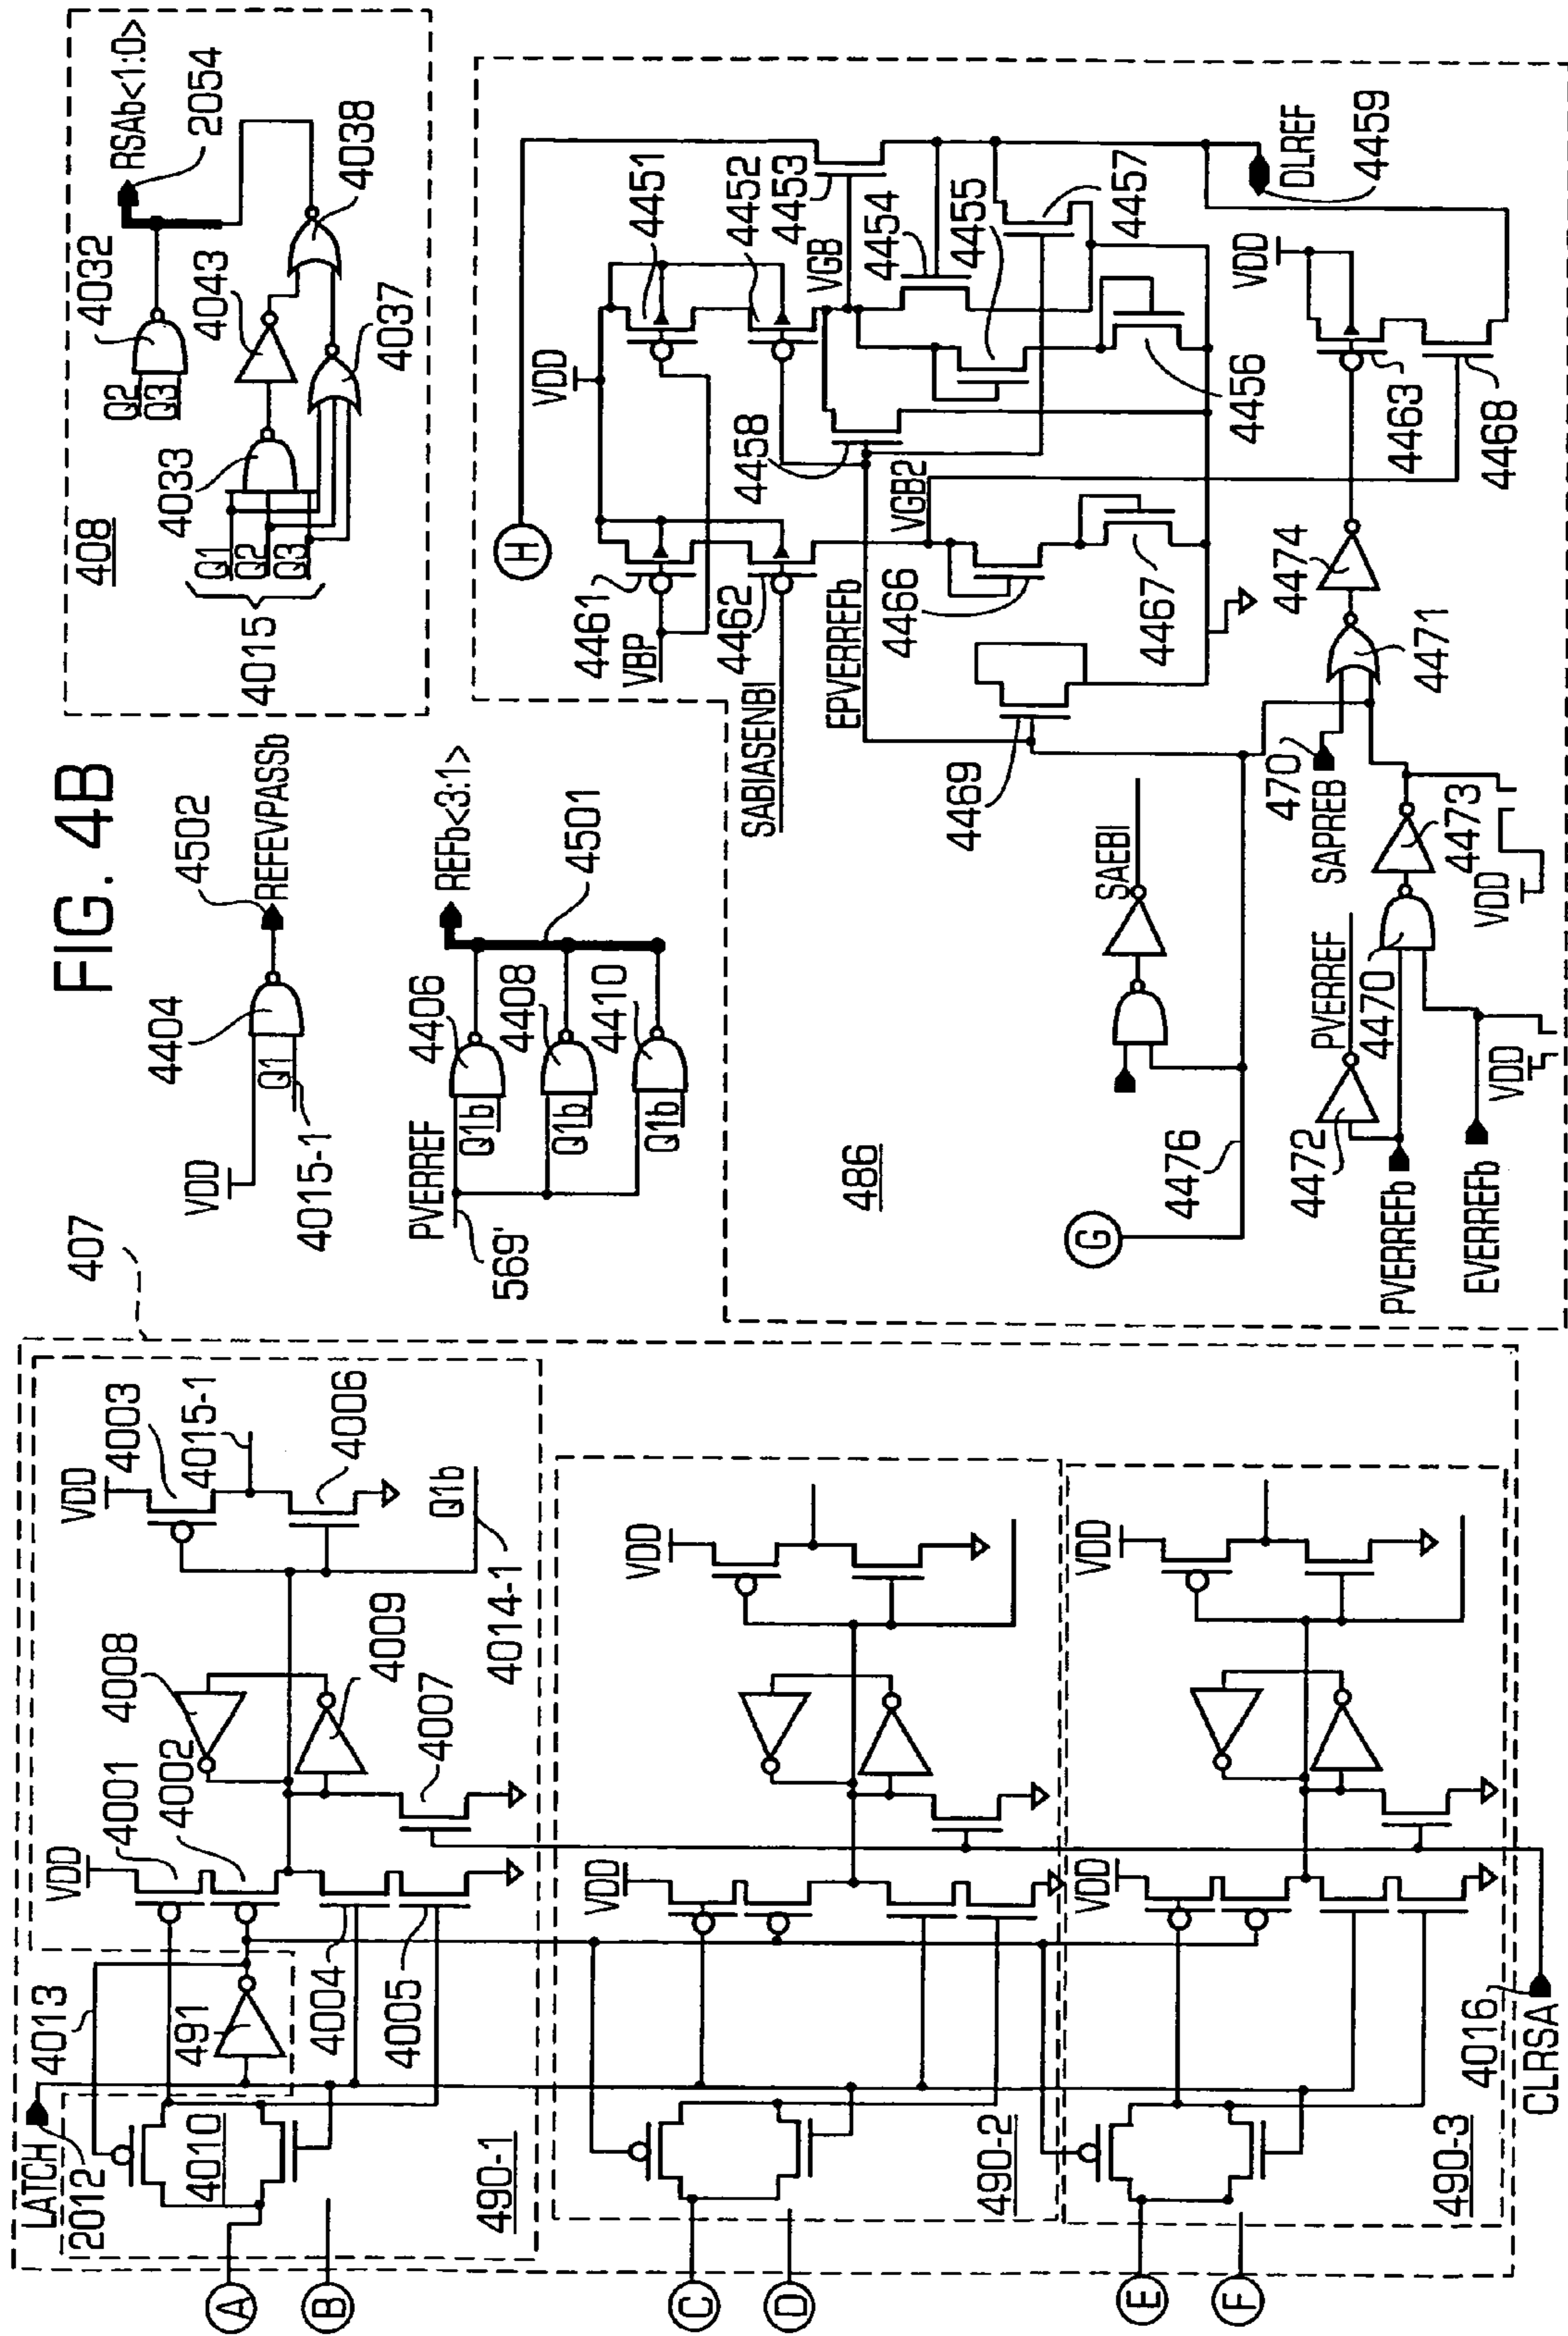 FIG. 4B
407
LATCH
2012
4013
491
4010
490-1
VDD
4001
4002
4004
4005
4008
4009
4007
VDD
4003
4015-1
4006
Q1b
4014-1
A
B
VDD
VDD
490-2
C
D
VDD
VDD
490-3
E
F
4016
CLRSA
4404
4502
REFEVPASSb
VDD
Q1
4015-1
PVERREF
569'
Q1b
Q1b
Q1b
4406
4408
4410
REFb<3:1>
4501
408
4015
Q1
Q2
Q3
4033
Q2
Q3
4032
4043
4037
4038
RSAb<1:0>
2054
486
H
VDD
4461
VBP
4462
SABIASENBI
EPVERREFb
4458
VGB2
4466
4467
4469
4451
4452
4453
VGB
4454
4455
4457
4456
DLREF
4459
VDD
4463
4468
4474
4471
470
SAPREB
4473
VDD
SAEBI
4476
G
PVERREF
4472
4470
PVERREFb
EVERREFb
VDD